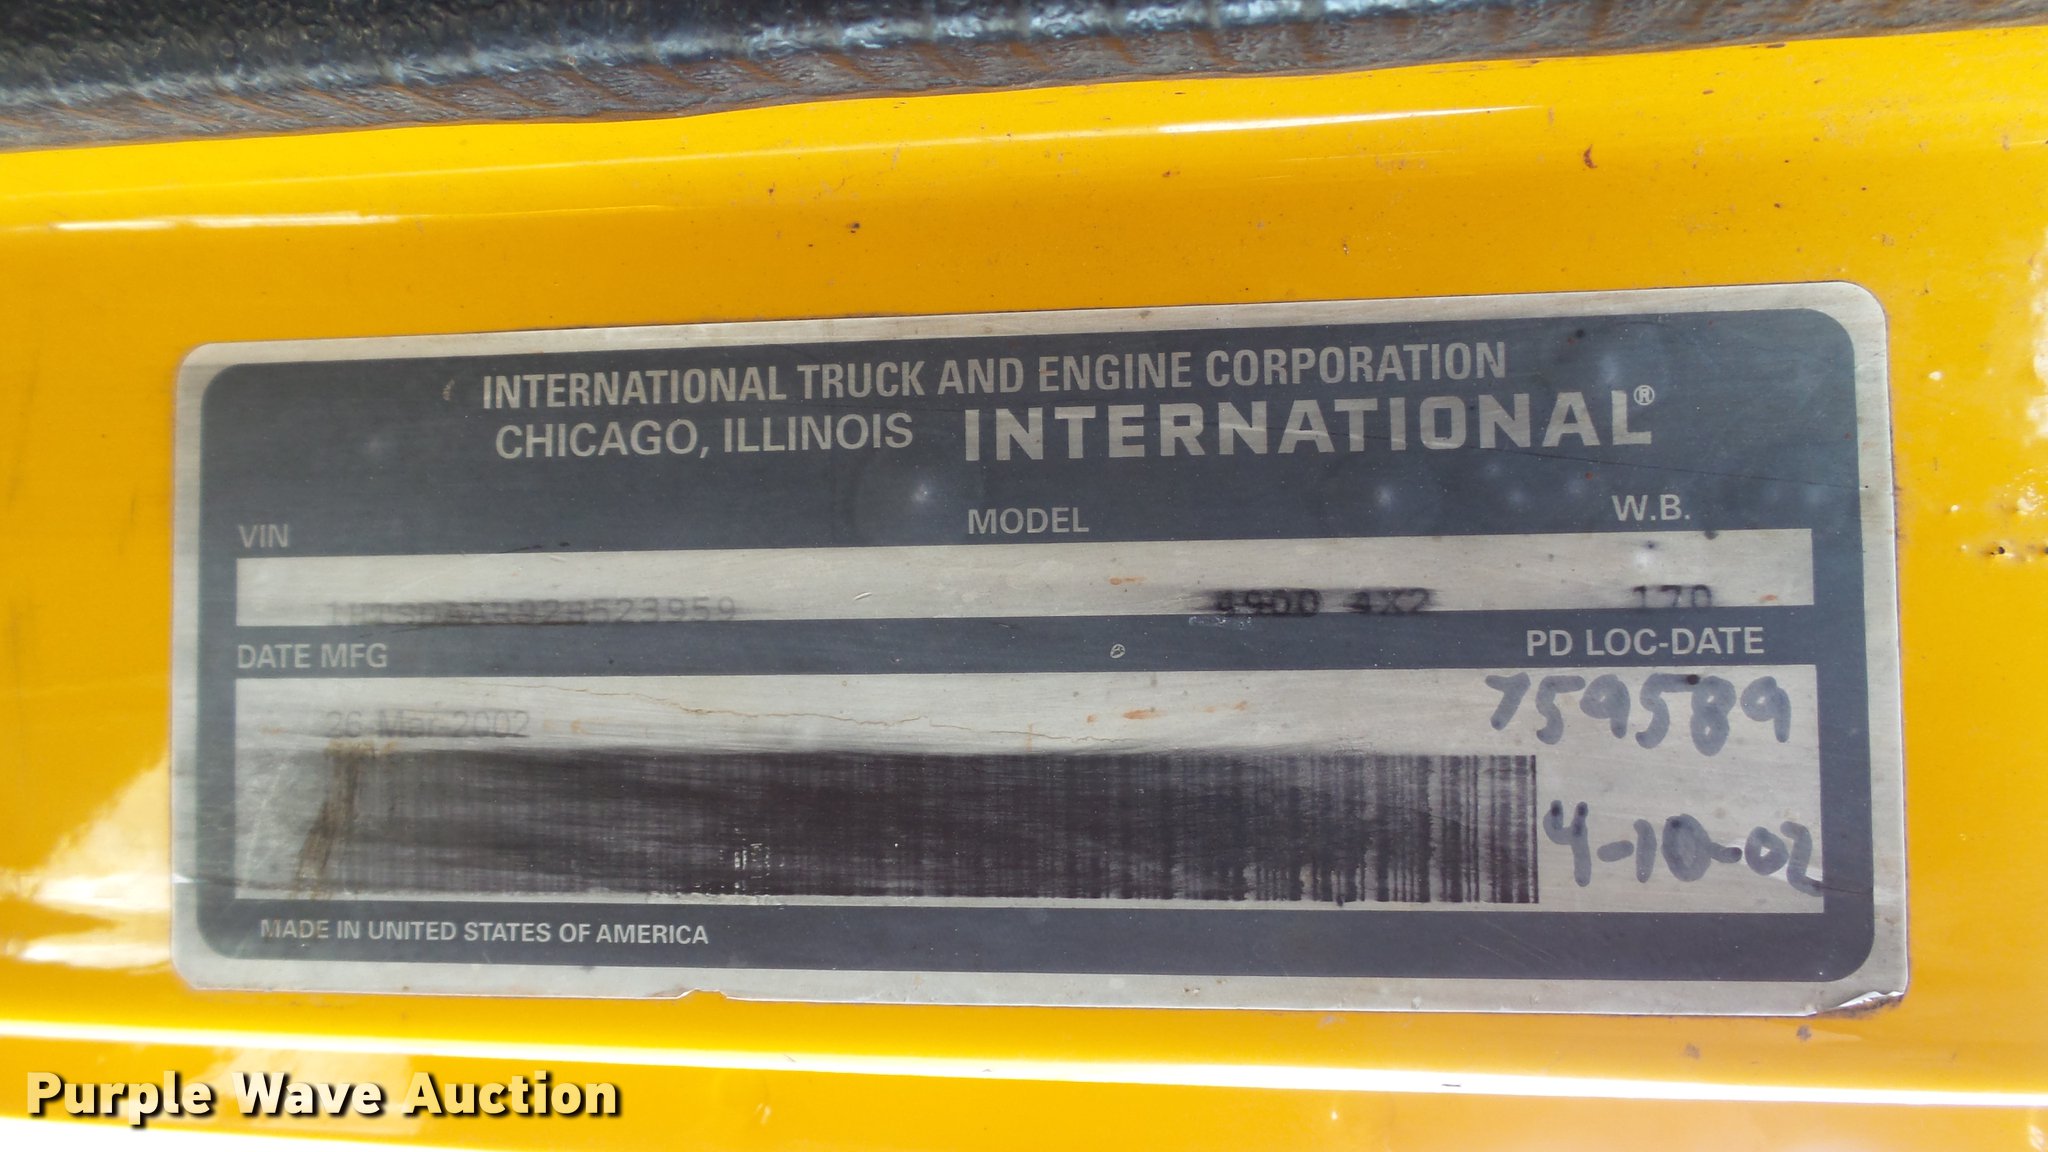 INTERNATIONAL TRUCK AND ENGINE CORPORATION
CHICAGO, ILLINOIS INTERNATIONAL®
VIN MODEL W.B.
4900 4X2 170
DATE MFG PD LOC-DATE
26-Mar-2002 759589
4-10-02
MADE IN UNITED STATES OF AMERICA
Purple Wave Auction